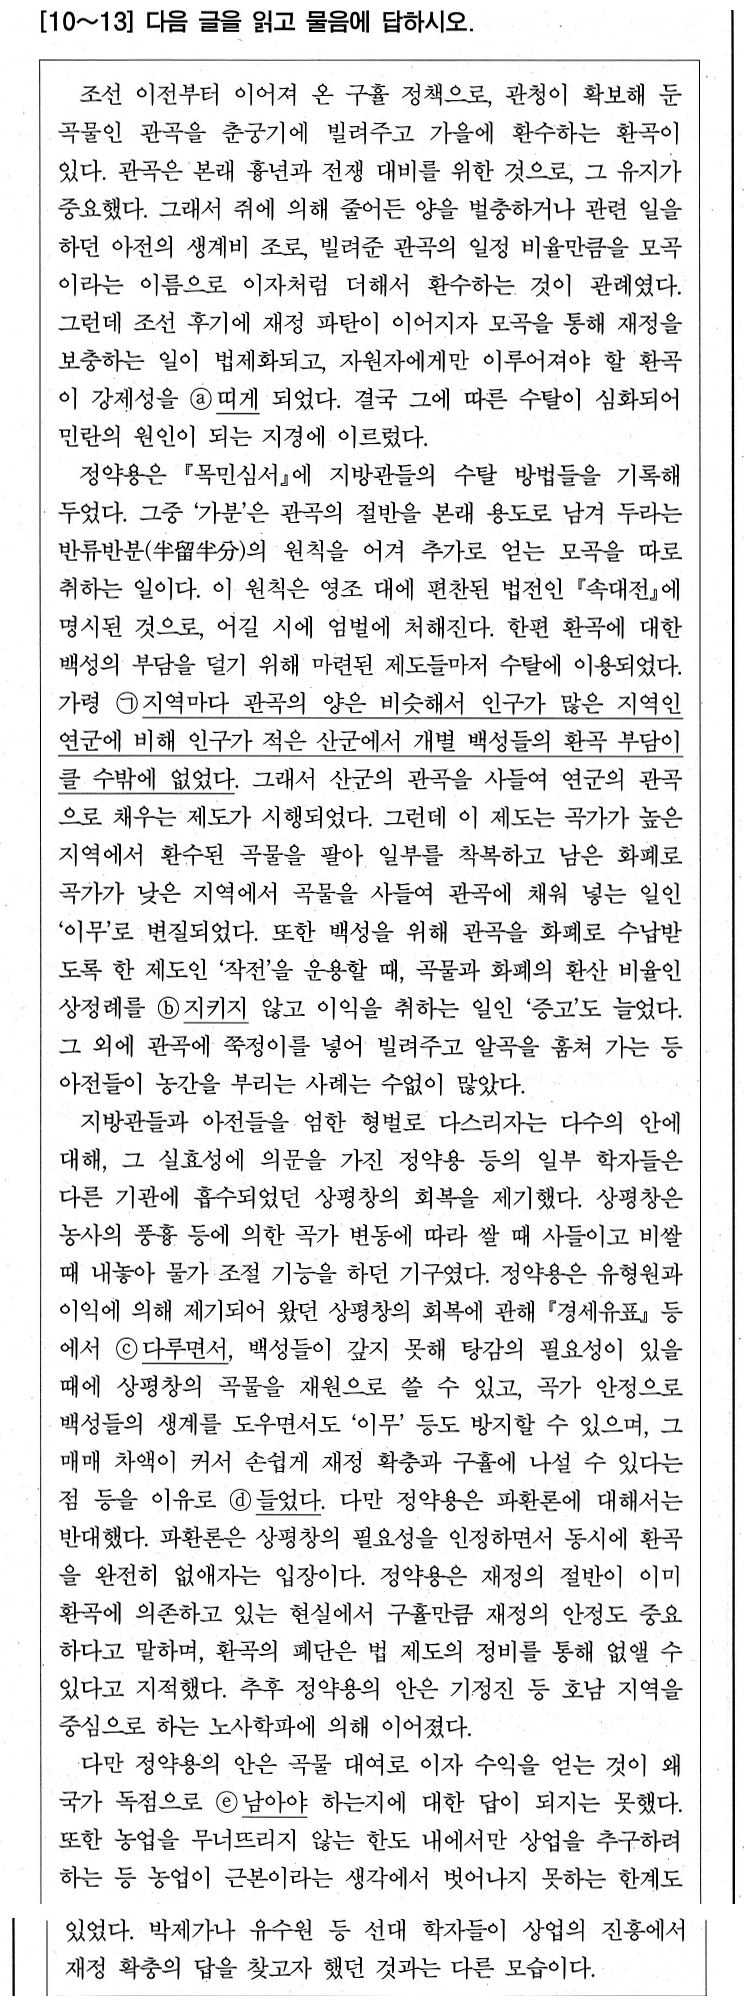 [10～13] 다음 글을 읽고 물음에 답하시오.
조선 이전부터 이어져 온 구휼 정책으로, 관청이 확보해 둔
곡물인 관곡을 춘궁기에 빌려주고 가을에 환수하는 환곡이
있다. 관곡은 본래 흉년과 전쟁 대비를 위한 것으로, 그 유지가
중요했다. 그래서 쥐에 의해 줄어든 양을 벌충하거나 관련 일을
하던 아전의 생계비 조로, 빌려준 관곡의 일정 비율만큼을 모곡
이라는 이름으로 이자처럼 더해서 환수하는 것이 관례였다.
그런데 조선 후기에 재정 파탄이 이어지자 모곡을 통해 재정을
보충하는 일이 법제화되고, 자원자에게만 이루어져야 할 환곡
이 강제성을 ⓐ띠게 되었다. 결국 그에 따른 수탈이 심화되어
민란의 원인이 되는 지경에 이르렀다.
정약용은 『목민심서』에 지방관들의 수탈 방법들을 기록해
두었다. 그중 ‘가분’은 관곡의 절반을 본래 용도로 남겨 두라는
반류반분(半留半分)의 원칙을 어겨 추가로 얻는 모곡을 따로
취하는 일이다. 이 원칙은 영조 대에 편찬된 법전인 『속대전』에
명시된 것으로, 어길 시에 엄벌에 처해진다. 한편 환곡에 대한
백성의 부담을 덜기 위해 마련된 제도들마저 수탈에 이용되었다.
가령 ㉠지역마다 관곡의 양은 비슷해서 인구가 많은 지역인
연군에 비해 인구가 적은 산군에서 개별 백성들의 환곡 부담이
클 수밖에 없었다. 그래서 산군의 관곡을 사들여 연군의 관곡
으로 채우는 제도가 시행되었다. 그런데 이 제도는 곡가가 높은
지역에서 환수된 곡물을 팔아 일부를 착복하고 남은 화폐로
곡가가 낮은 지역에서 곡물을 사들여 관곡에 채워 넣는 일인
‘이무’로 변질되었다. 또한 백성을 위해 관곡을 화폐로 수납받
도록 한 제도인 ‘작전’을 운용할 때, 곡물과 화폐의 환산 비율인
상정례를 ⓑ지키지 않고 이익을 취하는 일인 ‘증고’도 늘었다.
그 외에 관곡에 쭉정이를 넣어 빌려주고 알곡을 훔쳐 가는 등
아전들이 농간을 부리는 사례는 수없이 많았다.
지방관들과 아전들을 엄한 형벌로 다스리자는 다수의 안에
대해, 그 실효성에 의문을 가진 정약용 등의 일부 학자들은
다른 기관에 흡수되었던 상평창의 회복을 제기했다. 상평창은
농사의 풍흉 등에 의한 곡가 변동에 따라 쌀 때 사들이고 비쌀
때 내놓아 물가 조절 기능을 하던 기구였다. 정약용은 유형원과
이익에 의해 제기되어 왔던 상평창의 회복에 관해 『경세유표』 등
에서 ⓒ다루면서, 백성들이 갚지 못해 탕감의 필요성이 있을
때에 상평창의 곡물을 재원으로 쓸 수 있고, 곡가 안정으로
백성들의 생계를 도우면서도 ‘이무’ 등도 방지할 수 있으며, 그
매매 차액이 커서 손쉽게 재정 확충과 구휼에 나설 수 있다는
점 등을 이유로 ⓓ들었다. 다만 정약용은 파환론에 대해서는
반대했다. 파환론은 상평창의 필요성을 인정하면서 동시에 환곡
을 완전히 없애자는 입장이다. 정약용은 재정의 절반이 이미
환곡에 의존하고 있는 현실에서 구휼만큼 재정의 안정도 중요
하다고 말하며, 환곡의 폐단은 법 제도의 정비를 통해 없앨 수
있다고 지적했다. 추후 정약용의 안은 기정진 등 호남 지역을
중심으로 하는 노사학파에 의해 이어졌다.
다만 정약용의 안은 곡물 대여로 이자 수익을 얻는 것이 왜
국가 독점으로 ⓔ남아야 하는지에 대한 답이 되지는 못했다.
또한 농업을 무너뜨리지 않는 한도 내에서만 상업을 추구하려
하는 등 농업이 근본이라는 생각에서 벗어나지 못하는 한계도
있었다. 박제가나 유수원 등 선대 학자들이 상업의 진흥에서
재정 확충의 답을 찾고자 했던 것과는 다른 모습이다.